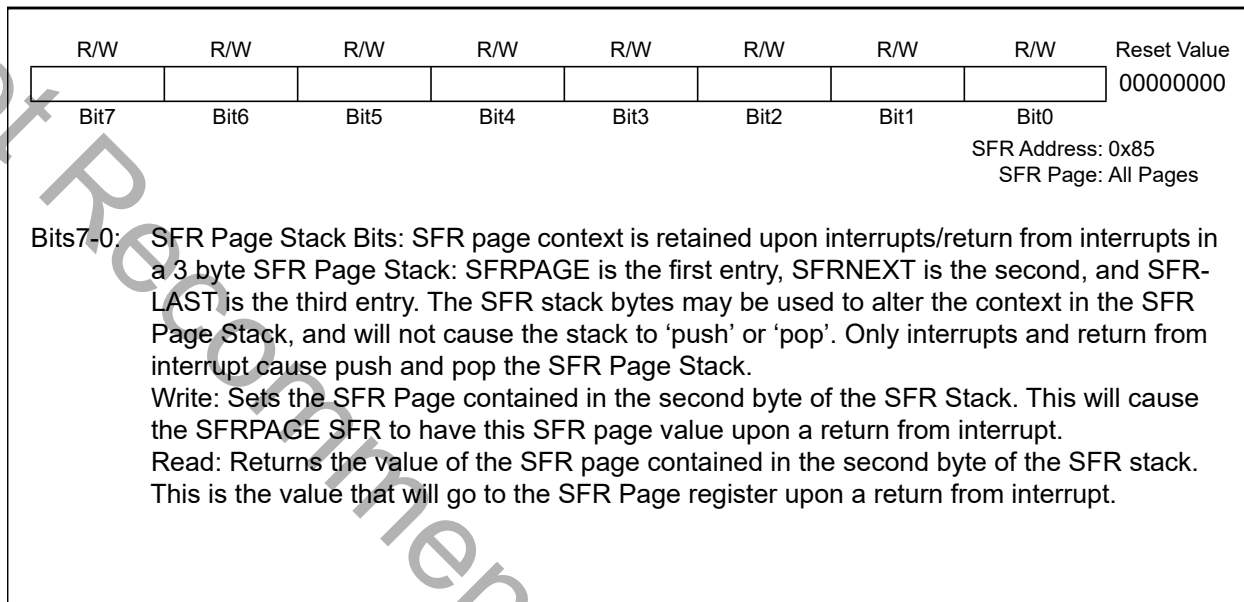 R/W R/W R/W R/W R/W R/W R/W R/W Reset Value
00000000
Bit7 Bit6 Bit5 Bit4 Bit3 Bit2 Bit1 Bit0
SFR Address: 0x85
SFR Page: All Pages
Bits7-0: SFR Page Stack Bits: SFR page context is retained upon interrupts/return from interrupts in
a 3 byte SFR Page Stack: SFRPAGE is the first entry, SFRNEXT is the second, and SFR-
LAST is the third entry. The SFR stack bytes may be used to alter the context in the SFR
Page Stack, and will not cause the stack to ‘push’ or ‘pop’. Only interrupts and return from
interrupt cause push and pop the SFR Page Stack.
Write: Sets the SFR Page contained in the second byte of the SFR Stack. This will cause
the SFRPAGE SFR to have this SFR page value upon a return from interrupt.
Read: Returns the value of the SFR page contained in the second byte of the SFR stack.
This is the value that will go to the SFR Page register upon a return from interrupt.